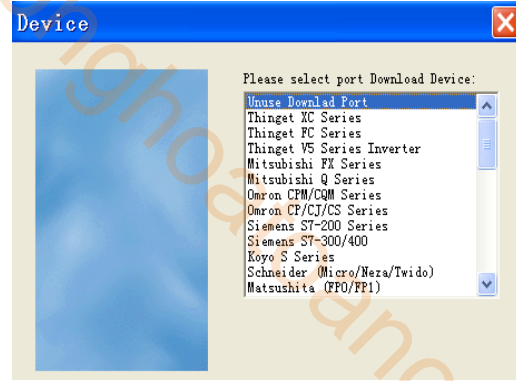 Device
Please select port Download Device:
Unuse Downlad Port
Thinget XC Series
Thinget FC Series
Thinget V5 Series Inverter
Mitsubishi FX Series
Mitsubishi Q Series
Omron CPM/CQM Series
Omron CP/CJ/CS Series
Siemens S7-200 Series
Siemens S7-300/400
Koyo S Series
Schneider (Micro/Neza/Twido)
Matsushita (FP0/FP1)